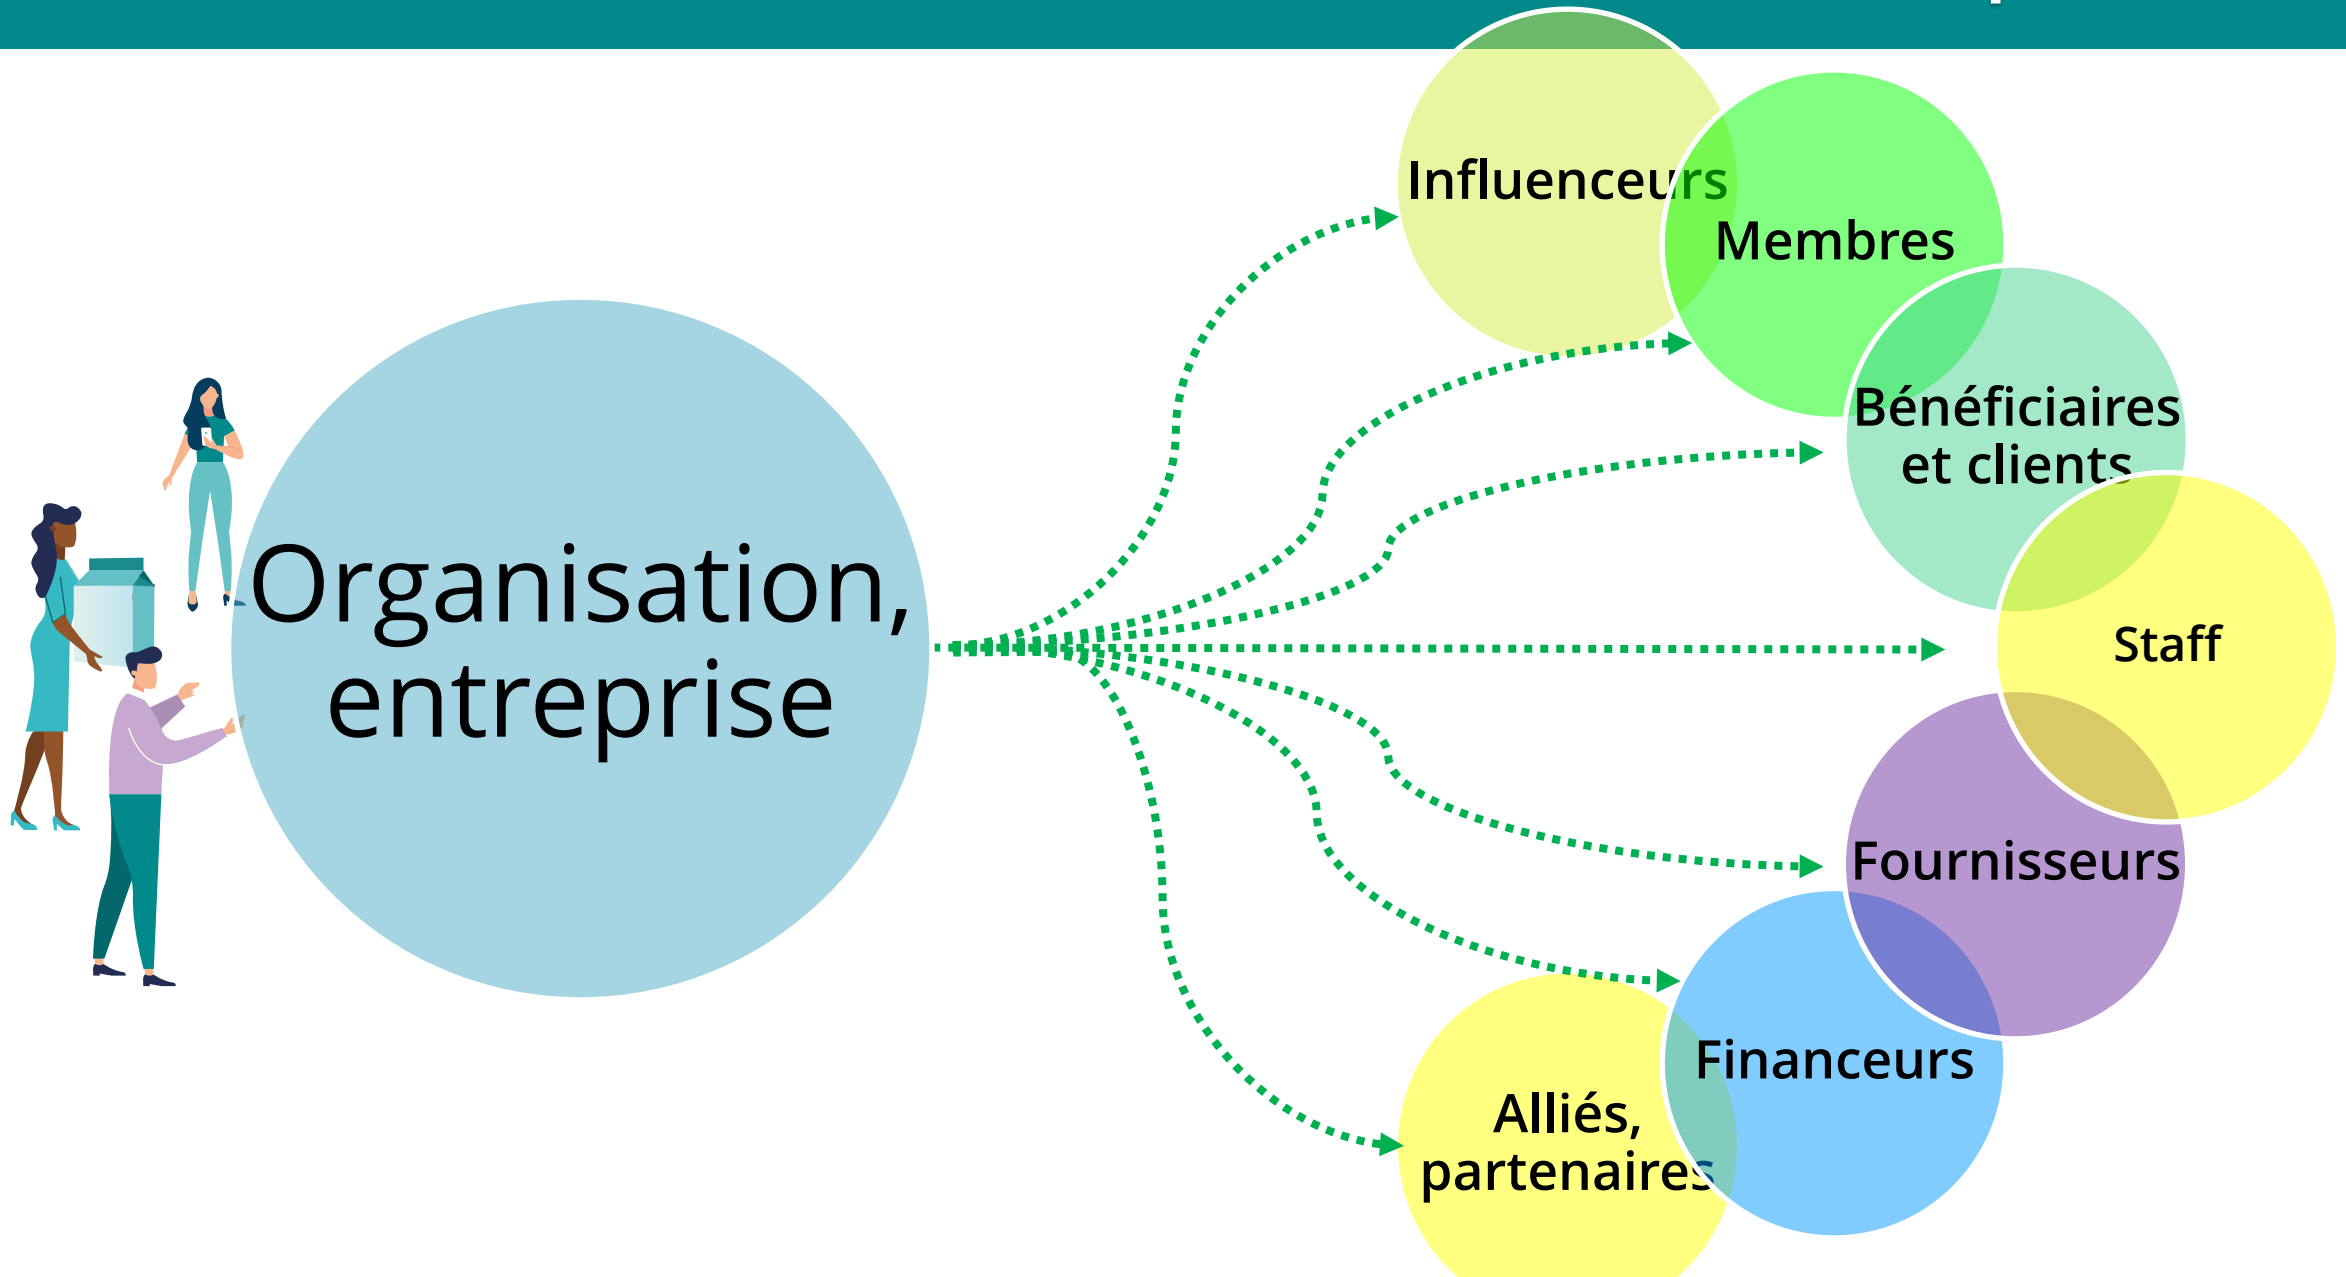 Organisation,
entreprise
Influenceurs
Membres
Bénéficiaires
et clients
Staff
Fournisseurs
Financeurs
Alliés,
partenaires